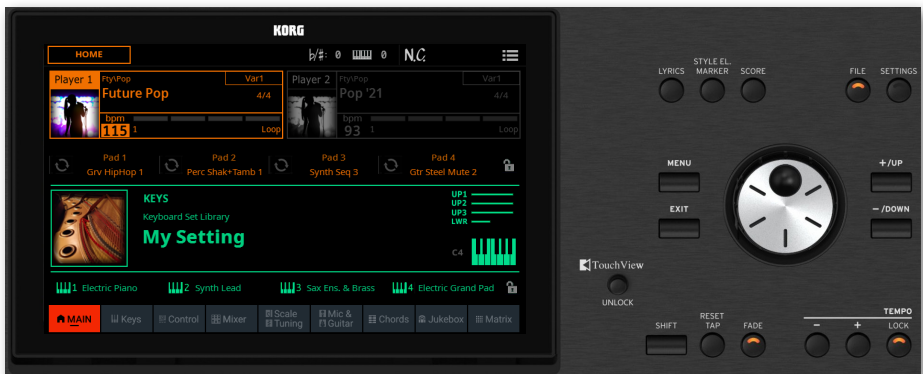 KORG
HOME
♭/♯: 0 0 N.C.
Player 1 Fty\Pop Var1
Future Pop 4/4
bpm
115 1 Loop
Player 2 Fty\Pop Var1
Pop '21 4/4
bpm
93 1 Loop
Pad 1
Grv HipHop 1
Pad 2
Perc Shak+Tamb 1
Pad 3
Synth Seq 3
Pad 4
Gtr Steel Mute 2
KEYS
Keyboard Set Library
My Setting
UP1
UP2
UP3
LWR
C4
1 Electric Piano
2 Synth Lead
3 Sax Ens. & Brass
4 Electric Grand Pad
MAIN
Keys
Control
Mixer
Scale
Tuning
Mic &
Guitar
Chords
Jukebox
Matrix
LYRICS
STYLE EL.
MARKER
SCORE
FILE
SETTINGS
MENU
+/UP
EXIT
−/DOWN
TouchView
UNLOCK
SHIFT
RESET
TAP
FADE
TEMPO
−
+
LOCK